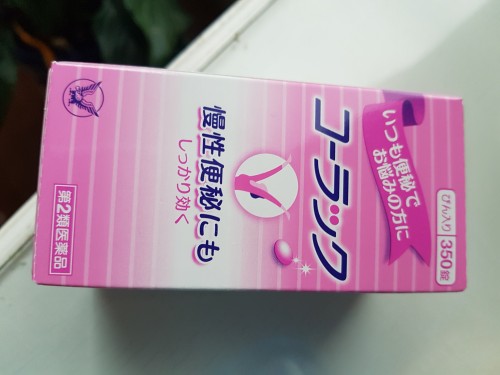 いつも便秘で
お悩みの方に
びん入り 350錠
コーラック
慢性便秘にも
しっかり効く
第2類医薬品